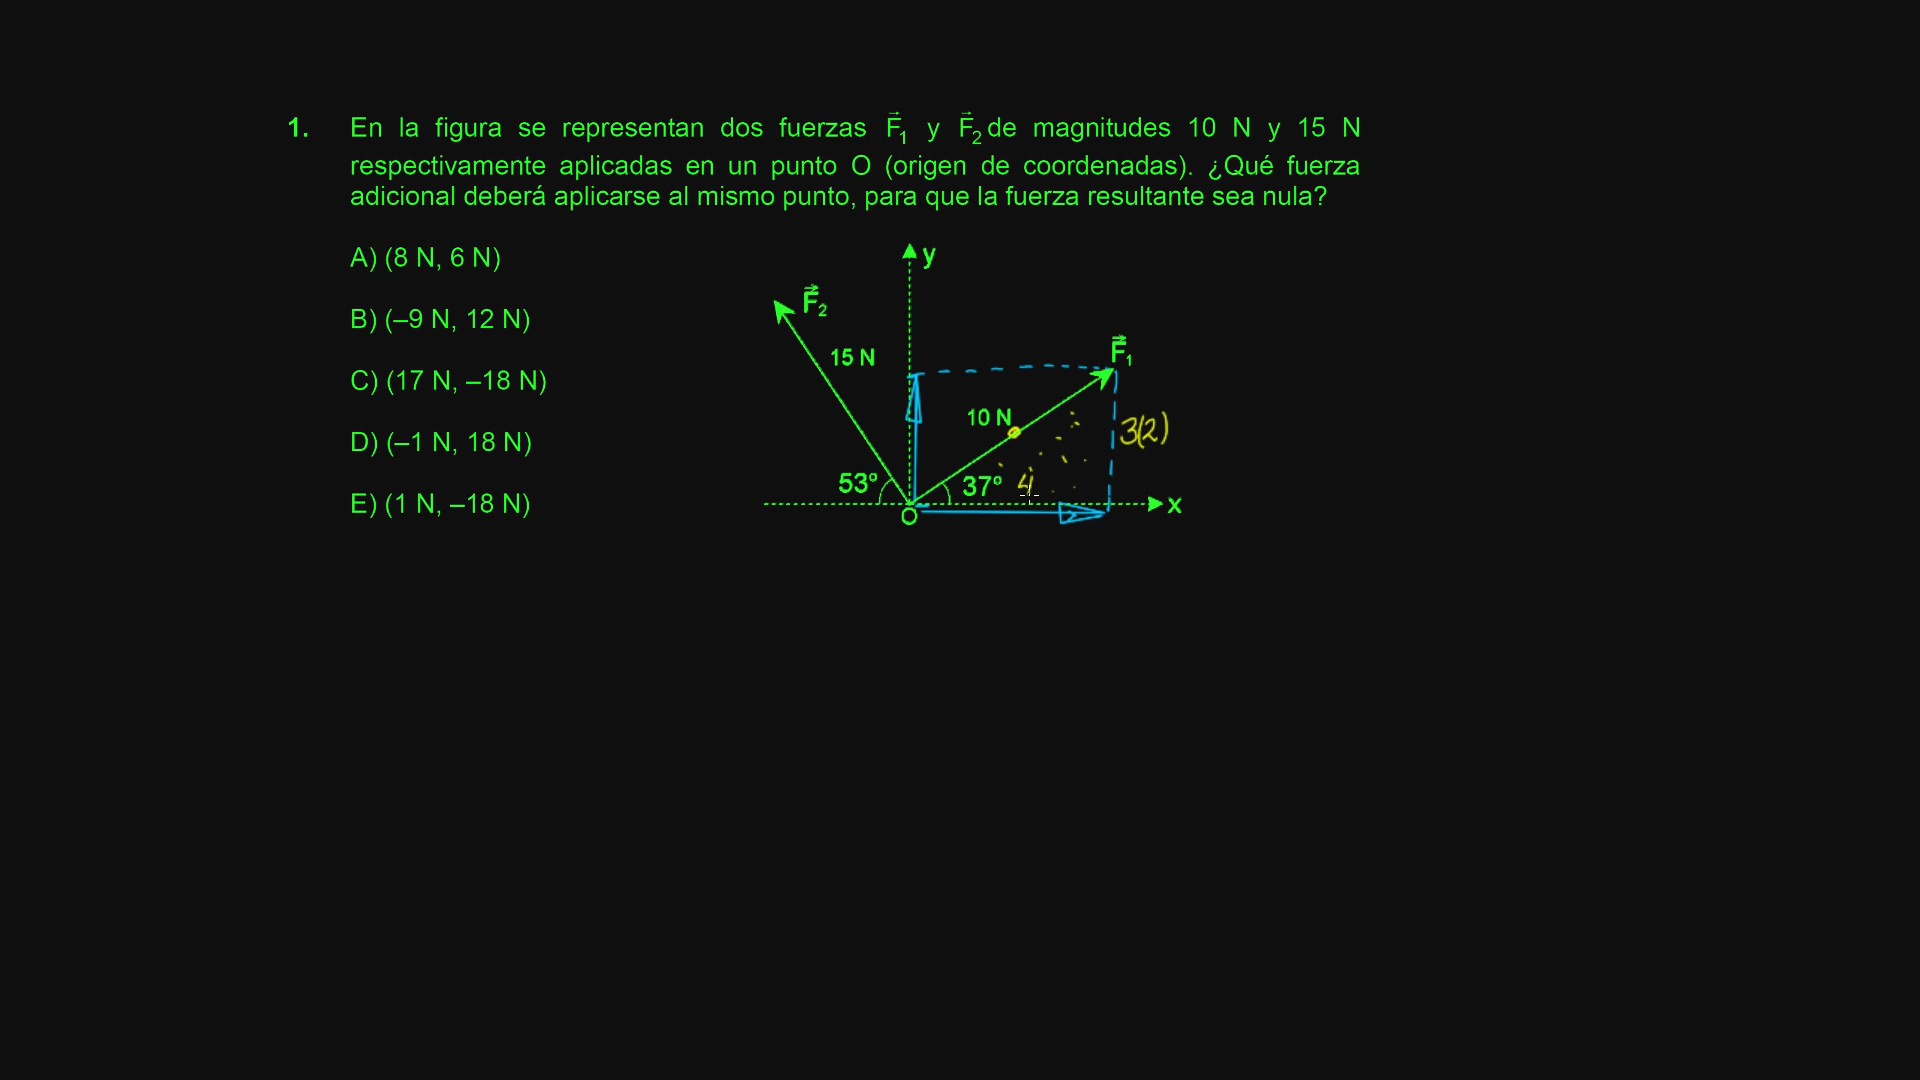 1. En la figura se representan dos fuerzas F⃗₁ y F⃗₂ de magnitudes 10 N y 15 N
respectivamente aplicadas en un punto O (origen de coordenadas). ¿Qué fuerza
adicional deberá aplicarse al mismo punto, para que la fuerza resultante sea nula?
A) (8 N, 6 N)
B) (–9 N, 12 N)
C) (17 N, –18 N)
D) (–1 N, 18 N)
E) (1 N, –18 N)
y
F⃗₂
15 N
F⃗₁
10 N
3(2)
53º
37º
4
x
O